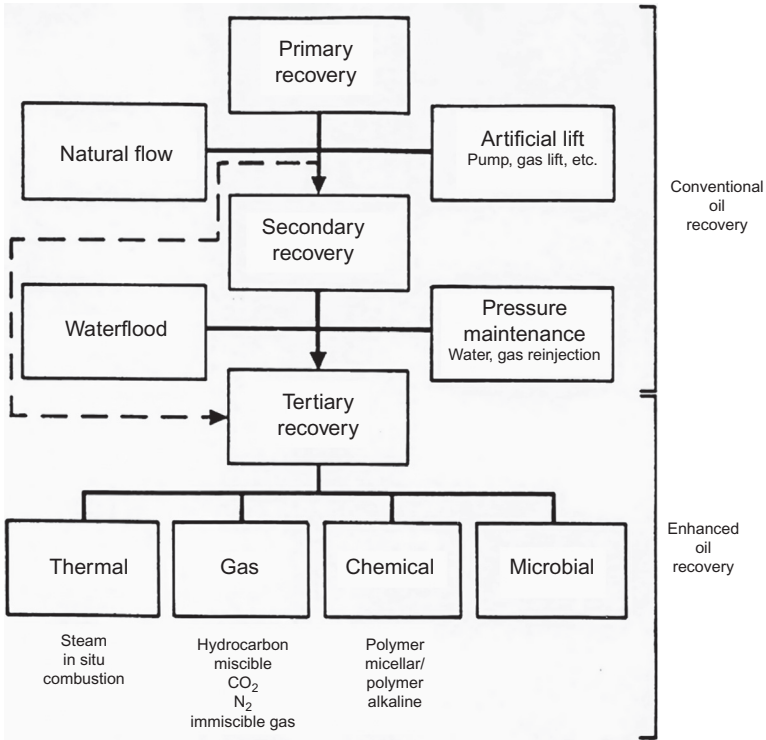 Primary
recovery
Natural flow
Artificial lift
Pump, gas lift, etc.
Conventional
oil
recovery
Secondary
recovery
Waterflood
Pressure
maintenance
Water, gas reinjection
Tertiary
recovery
Enhanced
oil
recovery
Thermal
Gas
Chemical
Microbial
Steam
in situ
combustion
Hydrocarbon
miscible
CO2
N2
immiscible gas
Polymer
micellar/
polymer
alkaline